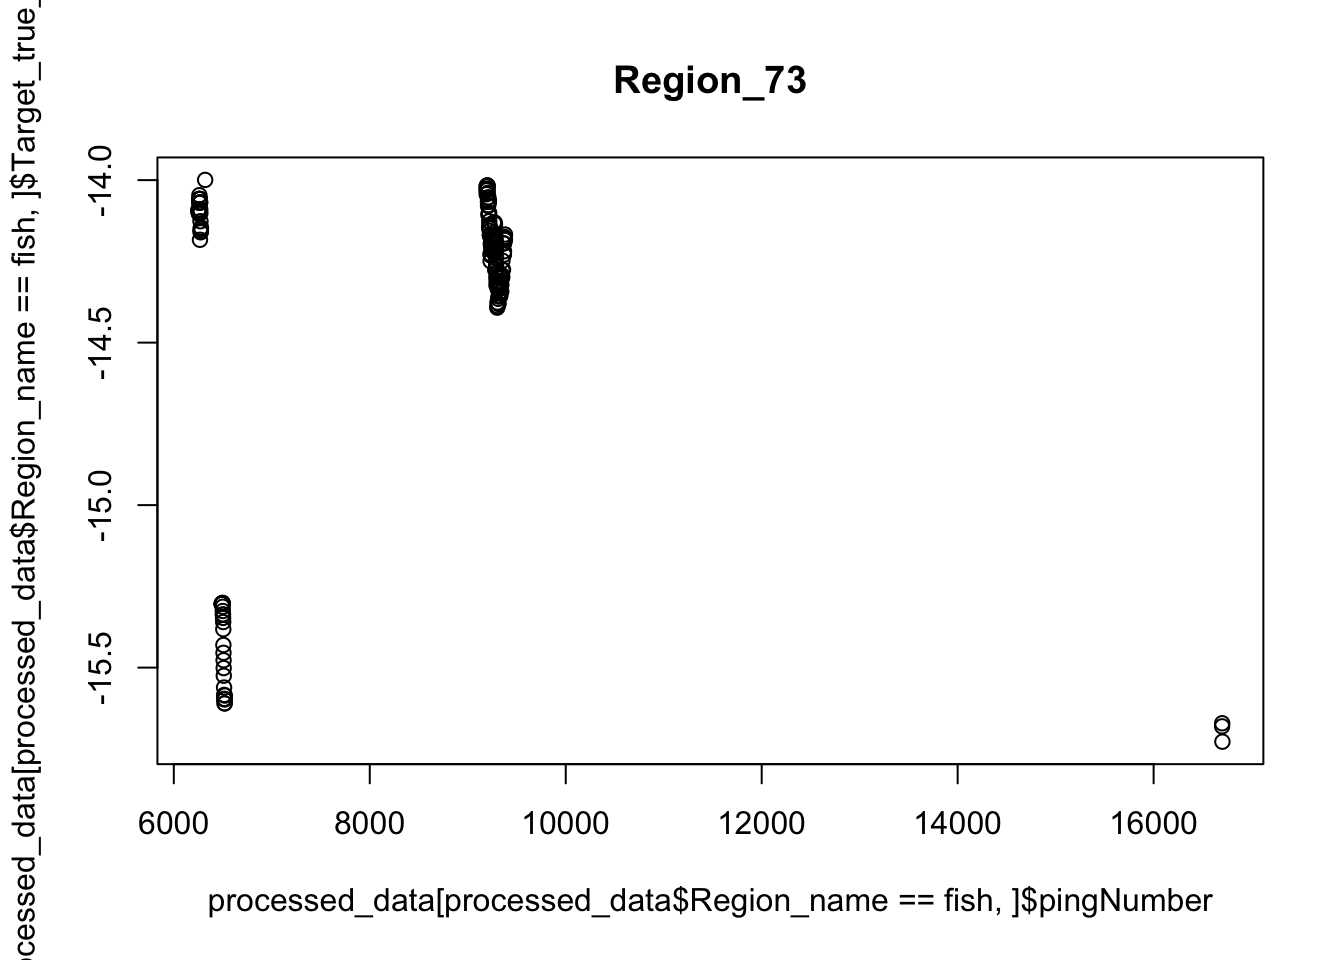 Region_73
cessed_data[processed_data$Region_name == fish, ]$Target_true_
-14.0
-14.5
-15.0
-15.5
6000 8000 10000 12000 14000 16000
processed_data[processed_data$Region_name == fish, ]$pingNumber